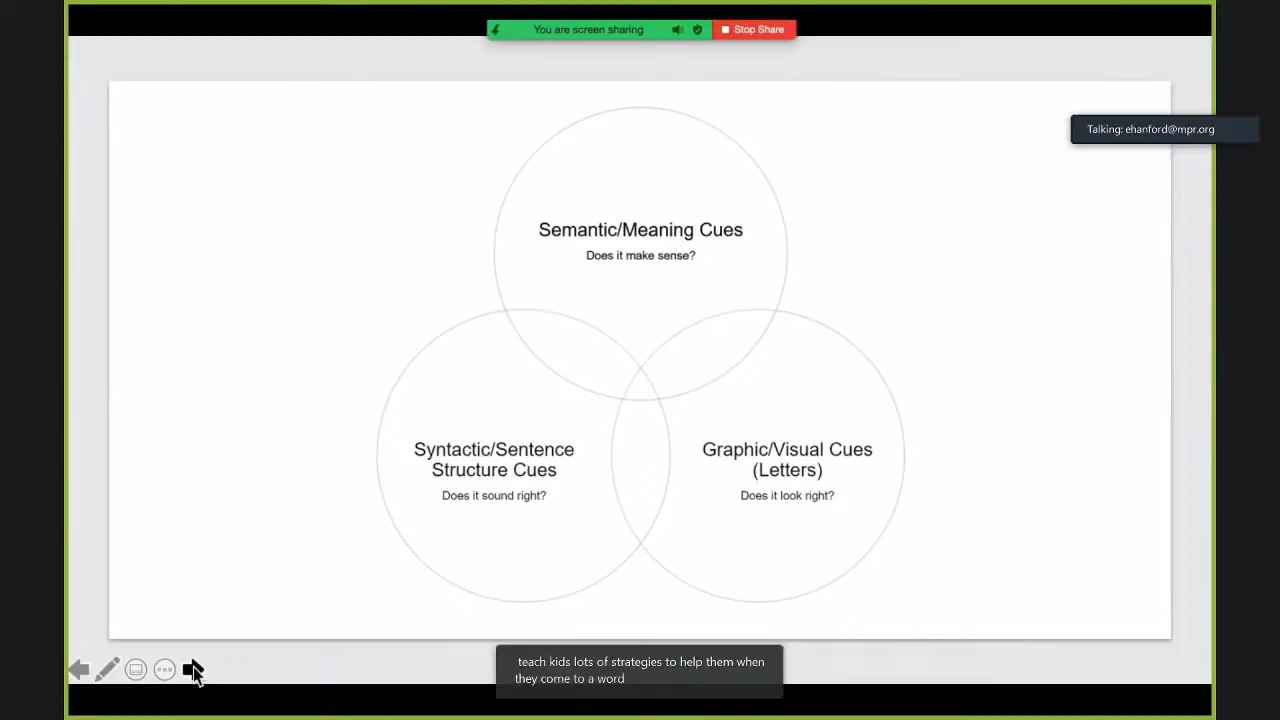 You are screen sharing
Stop Share
Talking: ehanford@mpr.org
Semantic/Meaning Cues
Does it make sense?
Syntactic/Sentence
Structure Cues
Does it sound right?
Graphic/Visual Cues
(Letters)
Does it look right?
teach kids lots of strategies to help them when
they come to a word